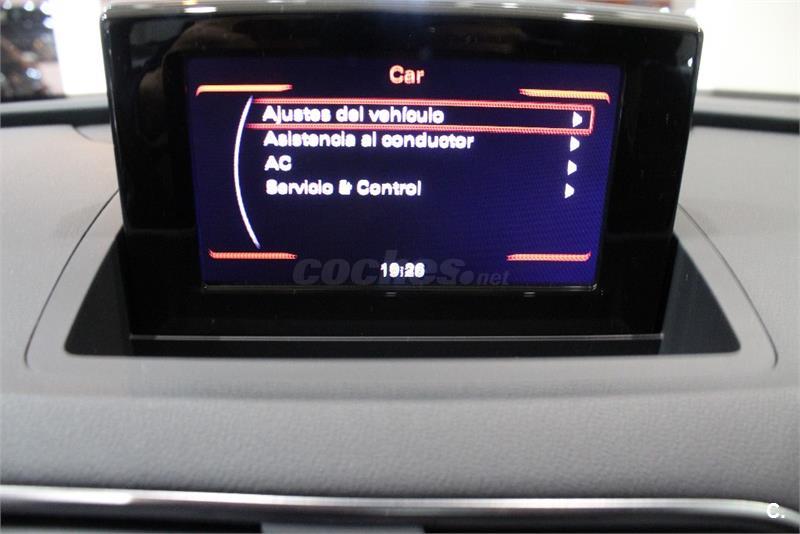 Car
Ajustes del vehículo
Asistencia al conductor
AC
Servicio & Control
19:26
coches.net
C.